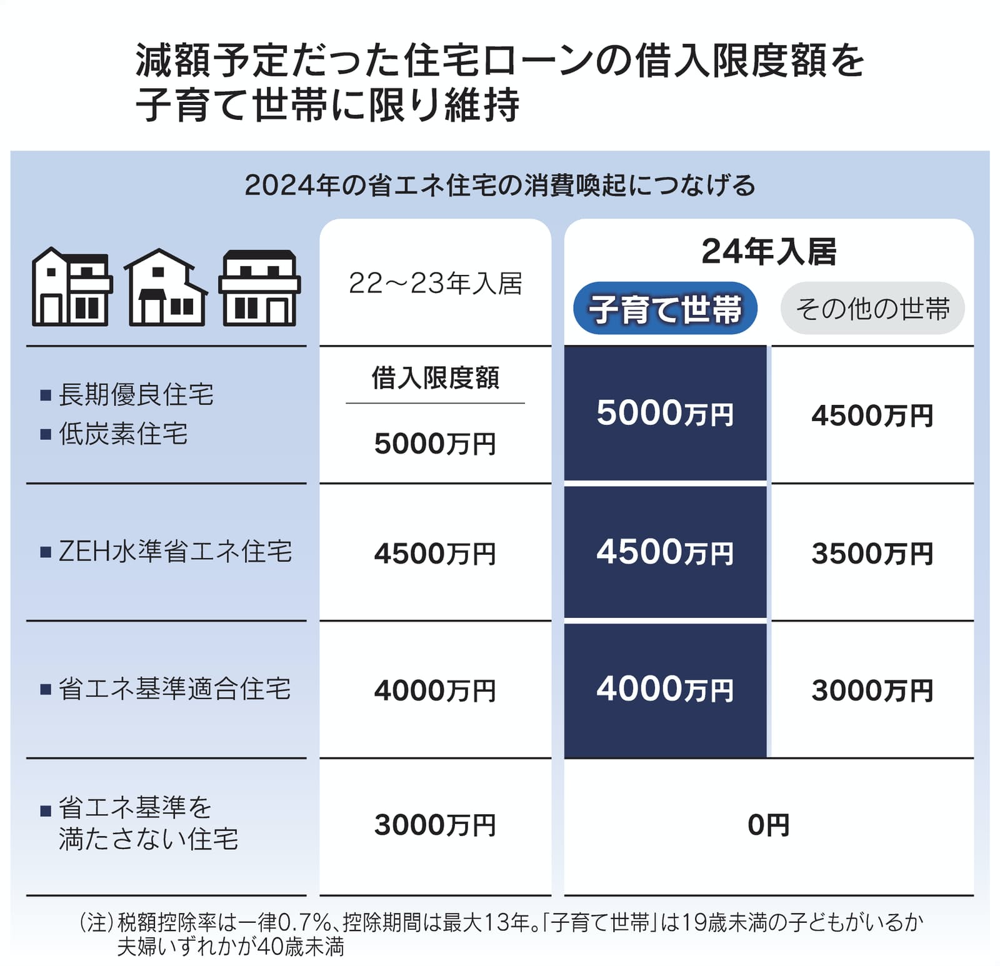 減額予定だった住宅ローンの借入限度額を
子育て世帯に限り維持
2024年の省エネ住宅の消費喚起につなげる
22～23年入居
24年入居
子育て世帯
その他の世帯
■長期優良住宅
■低炭素住宅
借入限度額
5000万円
5000万円
4500万円
■ZEH水準省エネ住宅
4500万円
4500万円
3500万円
■省エネ基準適合住宅
4000万円
4000万円
3000万円
■省エネ基準を
満たさない住宅
3000万円
0円
（注）税額控除率は一律0.7%、控除期間は最大13年。「子育て世帯」は19歳未満の子どもがいるか
夫婦いずれかが40歳未満